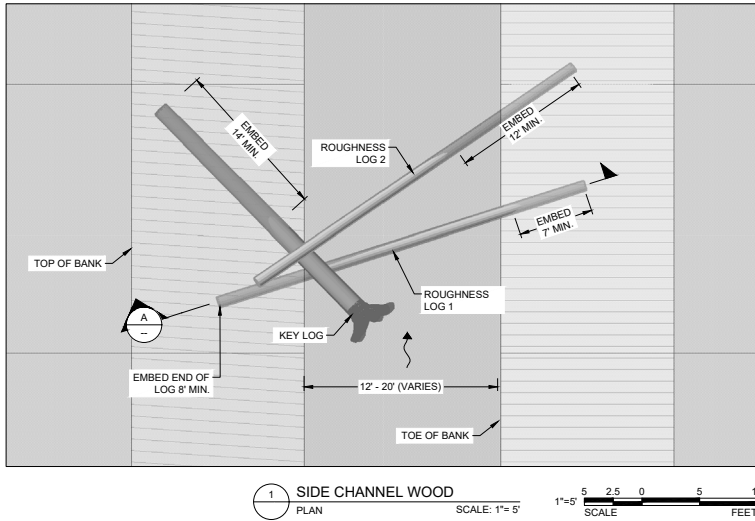 EMBED
14' MIN.
ROUGHNESS
LOG 2
EMBED
12' MIN.
EMBED
7' MIN.
TOP OF BANK
A
--
ROUGHNESS
LOG 1
KEY LOG
EMBED END OF
LOG 8' MIN.
12' - 20' (VARIES)
TOE OF BANK
1
SIDE CHANNEL WOOD
PLAN
SCALE: 1"= 5'
1"=5'
5 2.5 0 5
SCALE
FEET